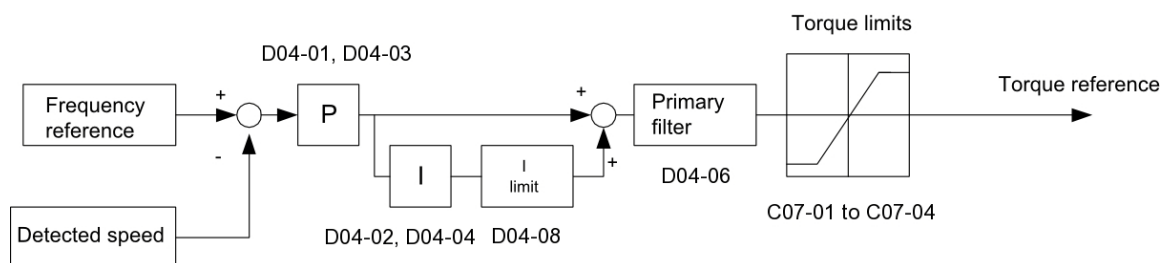 Torque limits
D04-01, D04-03
Frequency
reference
+
-
P
+
+
Primary
filter
Torque reference
I
I
limit
D04-06
C07-01 to C07-04
Detected speed
D04-02, D04-04
D04-08